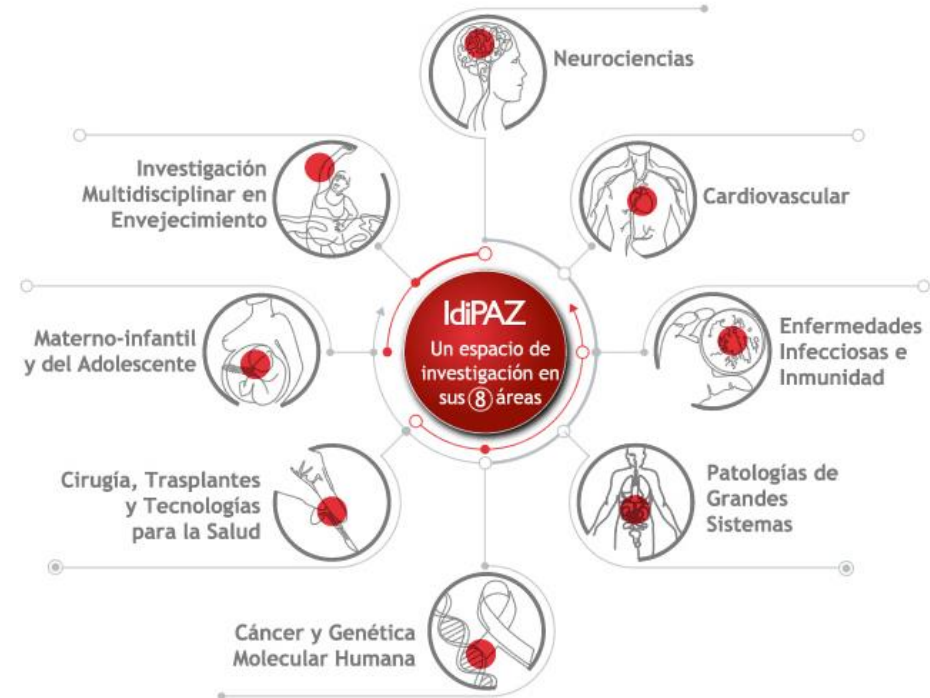 Neurociencias
Investigación
Multidisciplinar en
Envejecimiento
Cardiovascular
IdiPAZ
Un espacio de
investigación en
sus 8 áreas
Materno-infantil
y del Adolescente
Enfermedades
Infecciosas e
Inmunidad
Cirugía, Trasplantes
y Tecnologías
para la Salud
Patologías de
Grandes
Sistemas
Cáncer y Genética
Molecular Humana